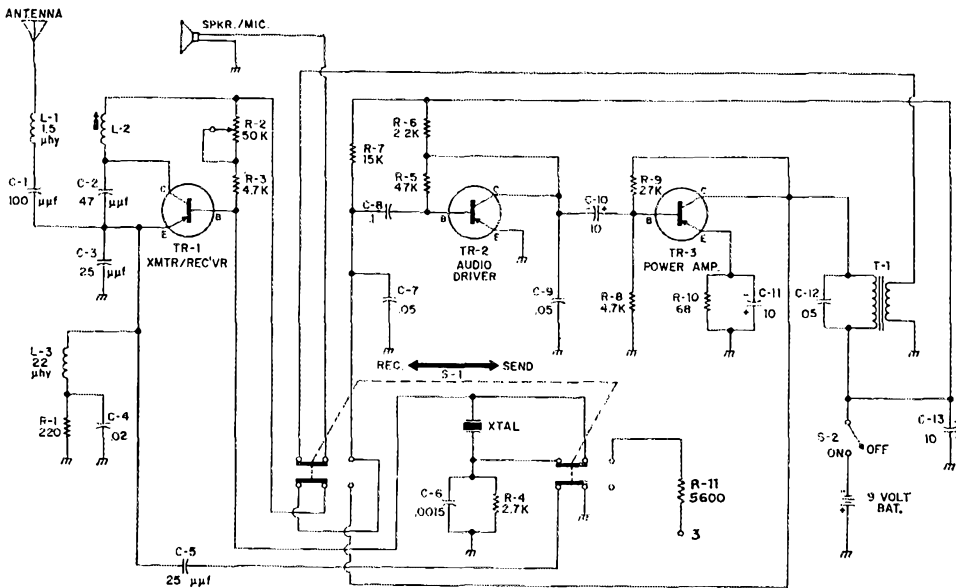 ANTENNA
SPKR./MIC.
L-1
1.5
μhy
L-2
R-2
50K
C-1
100
μμf
C-2
47
μμf
R-3
4.7K
C
B
E
TR-1
XMTR/REC'VR
C-3
25
μμf
R-7
15K
R-6
2.2K
R-5
47K
C-8
.1
C
B
E
TR-2
AUDIO
DRIVER
C-10
- +
10
R-9
27K
C
B
E
TR-3
POWER AMP.
C-7
.05
C-9
.05
R-8
4.7K
R-10
68
C-11
10
C-12
.05
T-1
L-3
22
μhy
R-1
220
C-4
.02
REC.
S-1
SEND
XTAL
C-6
.0015
R-4
2.7K
R-11
5600
3
S-2
ON
OFF
C-13
10
9 VOLT
BAT.
C-5
25 μμf